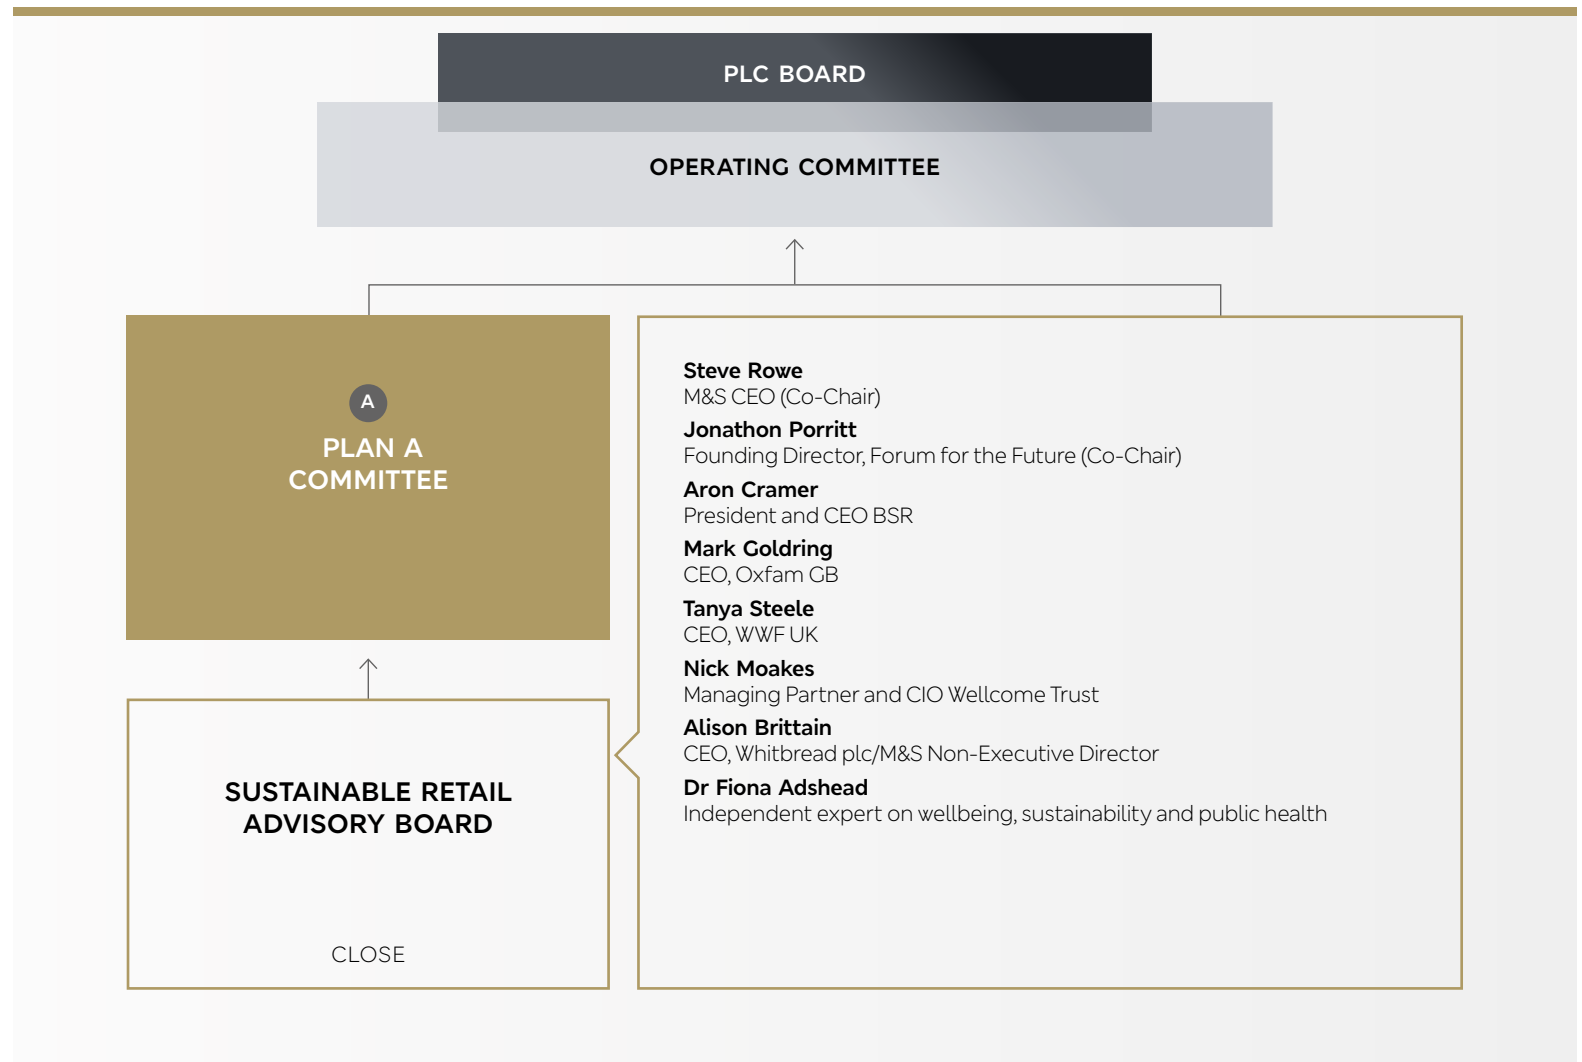 PLC BOARD
OPERATING COMMITTEE
A
PLAN A
COMMITTEE
SUSTAINABLE RETAIL
ADVISORY BOARD
CLOSE
Steve Rowe
M&S CEO (Co-Chair)
Jonathon Porritt
Founding Director, Forum for the Future (Co-Chair)
Aron Cramer
President and CEO BSR
Mark Goldring
CEO, Oxfam GB
Tanya Steele
CEO, WWF UK
Nick Moakes
Managing Partner and CIO Wellcome Trust
Alison Brittain
CEO, Whitbread plc/M&S Non-Executive Director
Dr Fiona Adshead
Independent expert on wellbeing, sustainability and public health